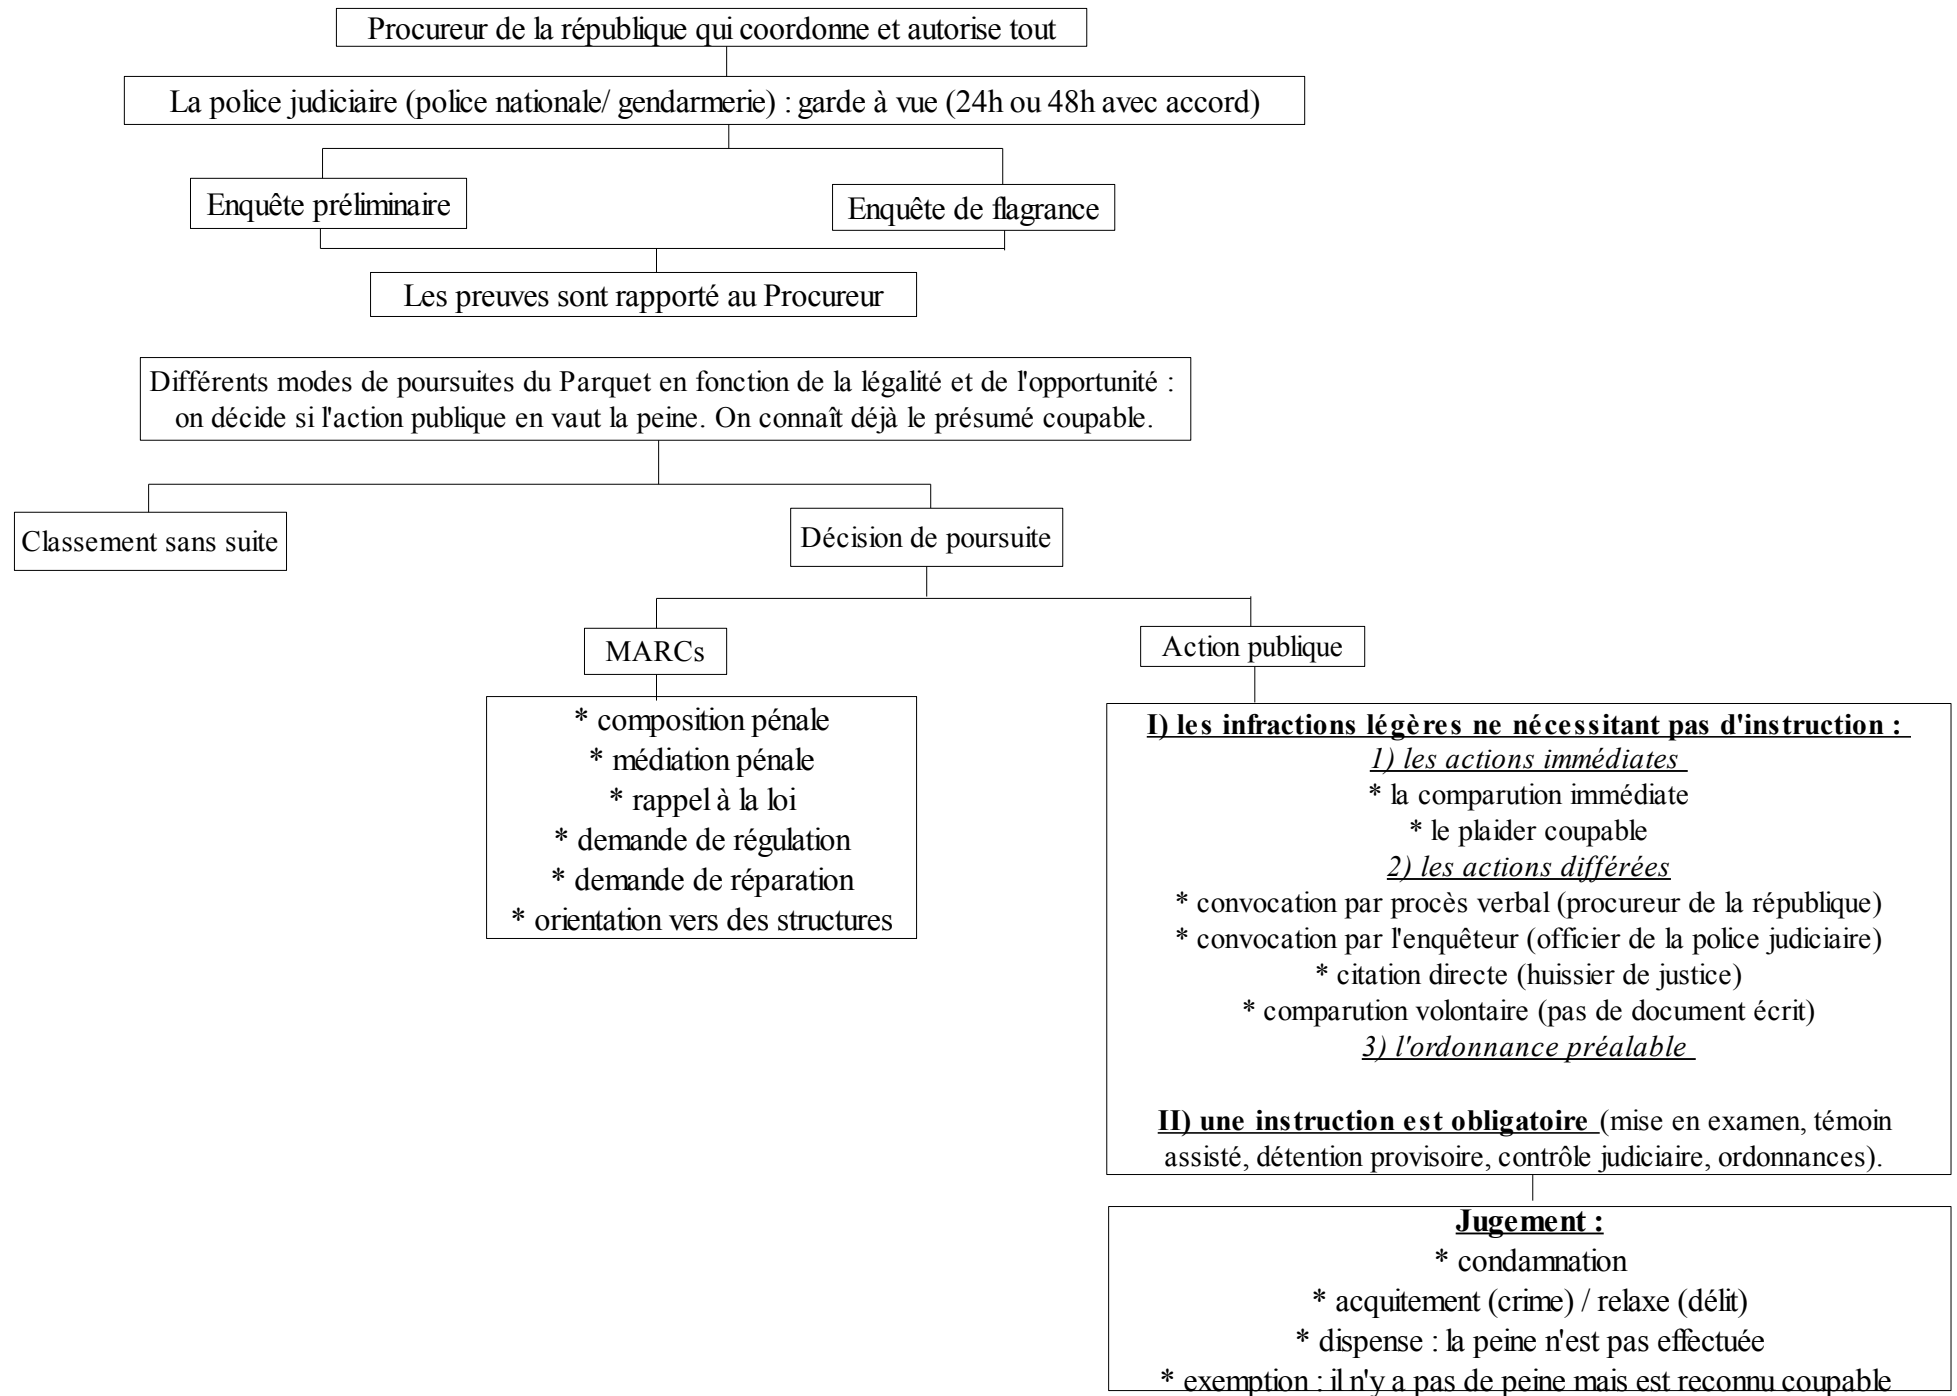 Procureur de la république qui coordonne et autorise tout
La police judiciaire (police nationale/ gendarmerie) : garde à vue (24h ou 48h avec accord)
Enquête préliminaire
Enquête de flagrance
Les preuves sont rapporté au Procureur
Différents modes de poursuites du Parquet en fonction de la légalité et de l'opportunité :
on décide si l'action publique en vaut la peine. On connaît déjà le présumé coupable.
Classement sans suite
Décision de poursuite
MARCs
Action publique
* composition pénale
* médiation pénale
* rappel à la loi
* demande de régulation
* demande de réparation
* orientation vers des structures
I) les infractions légères ne nécessitant pas d'instruction :
1) les actions immédiates
* la comparution immédiate
* le plaider coupable
2) les actions différées
* convocation par procès verbal (procureur de la république)
* convocation par l'enquêteur (officier de la police judiciaire)
* citation directe (huissier de justice)
* comparution volontaire (pas de document écrit)
3) l'ordonnance préalable
II) une instruction est obligatoire (mise en examen, témoin
assisté, détention provisoire, contrôle judiciaire, ordonnances).
Jugement :
* condamnation
* acquitement (crime) / relaxe (délit)
* dispense : la peine n'est pas effectuée
* exemption : il n'y a pas de peine mais est reconnu coupable